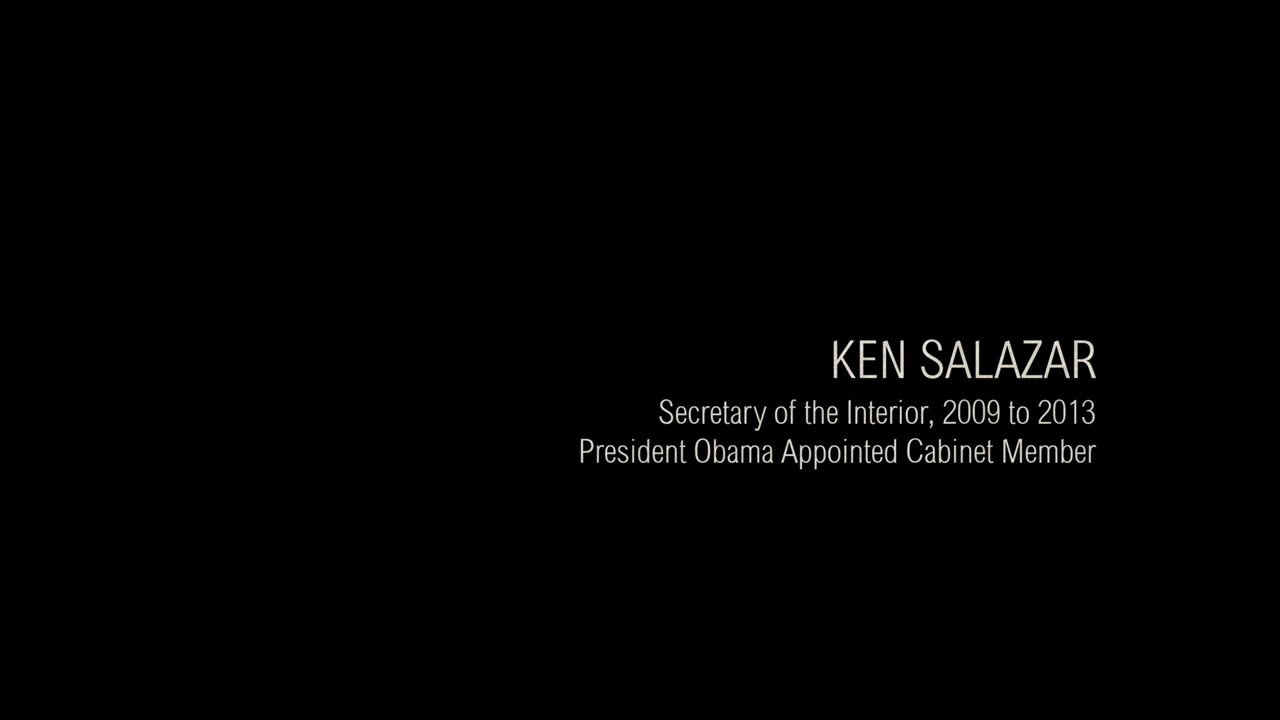 KEN SALAZAR
Secretary of the Interior, 2009 to 2013
President Obama Appointed Cabinet Member